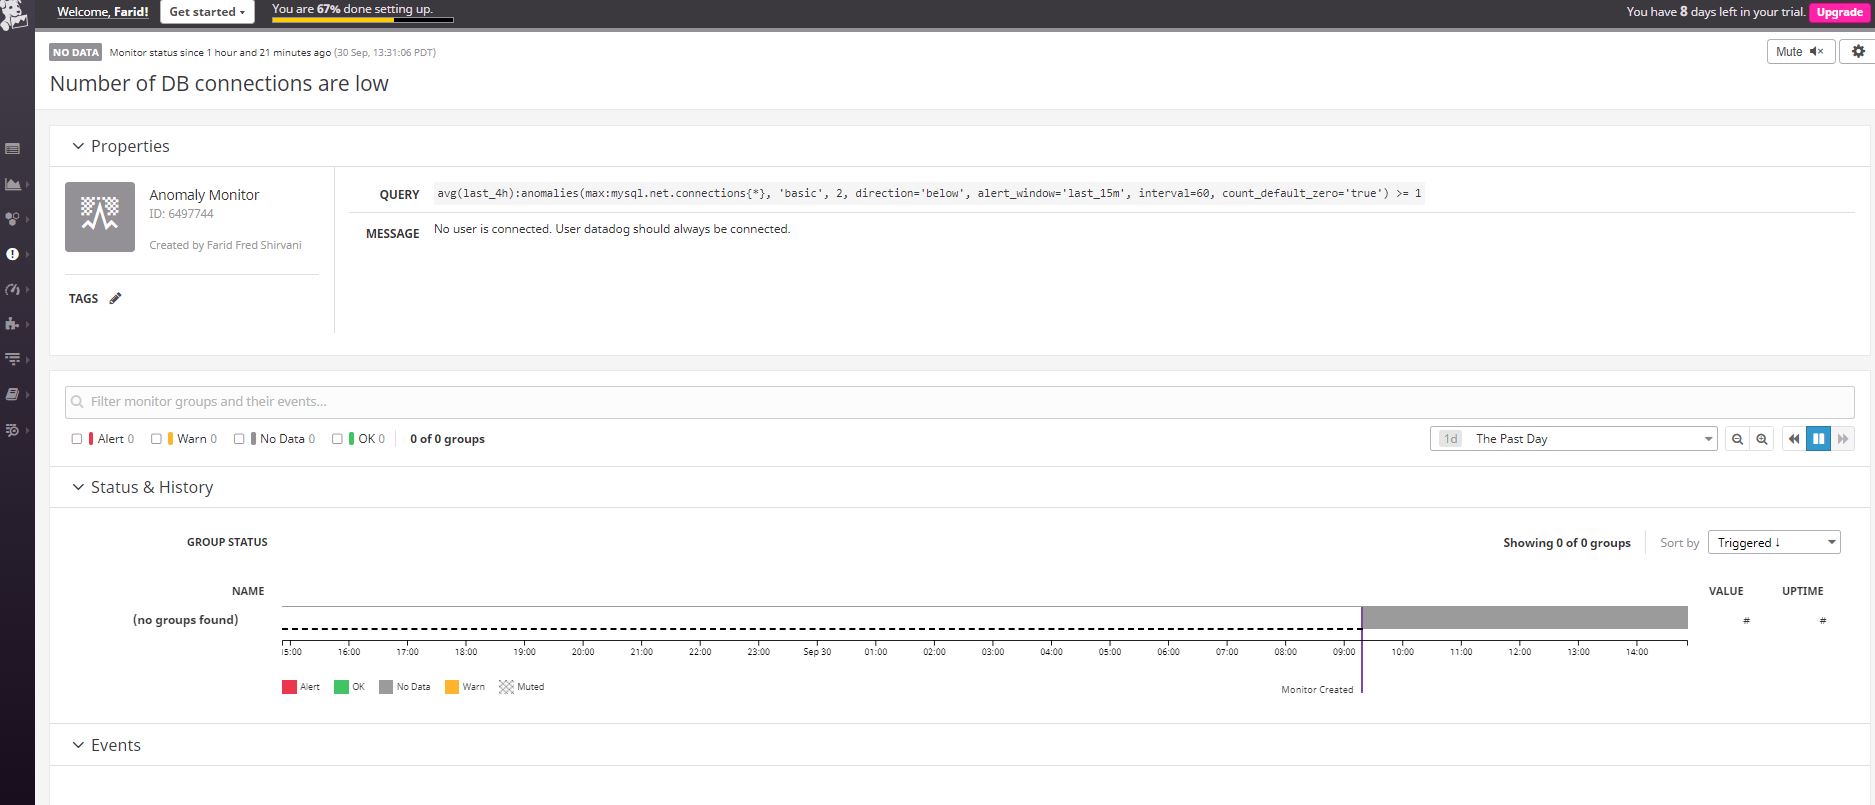 Welcome, Farid!
Get started
You are 67% done setting up.
You have 8 days left in your trial.
Upgrade
NO DATA
Monitor status since 1 hour and 21 minutes ago (30 Sep, 13:31:06 PDT)
Mute
Number of DB connections are low
Properties
Anomaly Monitor
ID: 6497744
Created by Farid Fred Shirvani
TAGS
QUERY avg(last_4h):anomalies(max:mysql.net.connections{*}, 'basic', 2, direction='below', alert_window='last_15m', interval=60, count_default_zero='true') >= 1
MESSAGE No user is connected. User datadog should always be connected.
Filter monitor groups and their events...
Alert 0 Warn 0 No Data 0 OK 0 0 of 0 groups
1d The Past Day
Status & History
GROUP STATUS
Showing 0 of 0 groups Sort by Triggered ↓
NAME VALUE UPTIME
(no groups found) # #
15:00 16:00 17:00 18:00 19:00 20:00 21:00 22:00 23:00 Sep 30 01:00 02:00 03:00 04:00 05:00 06:00 07:00 08:00 09:00 10:00 11:00 12:00 13:00 14:00
Alert OK No Data Warn Muted
Monitor Created
Events